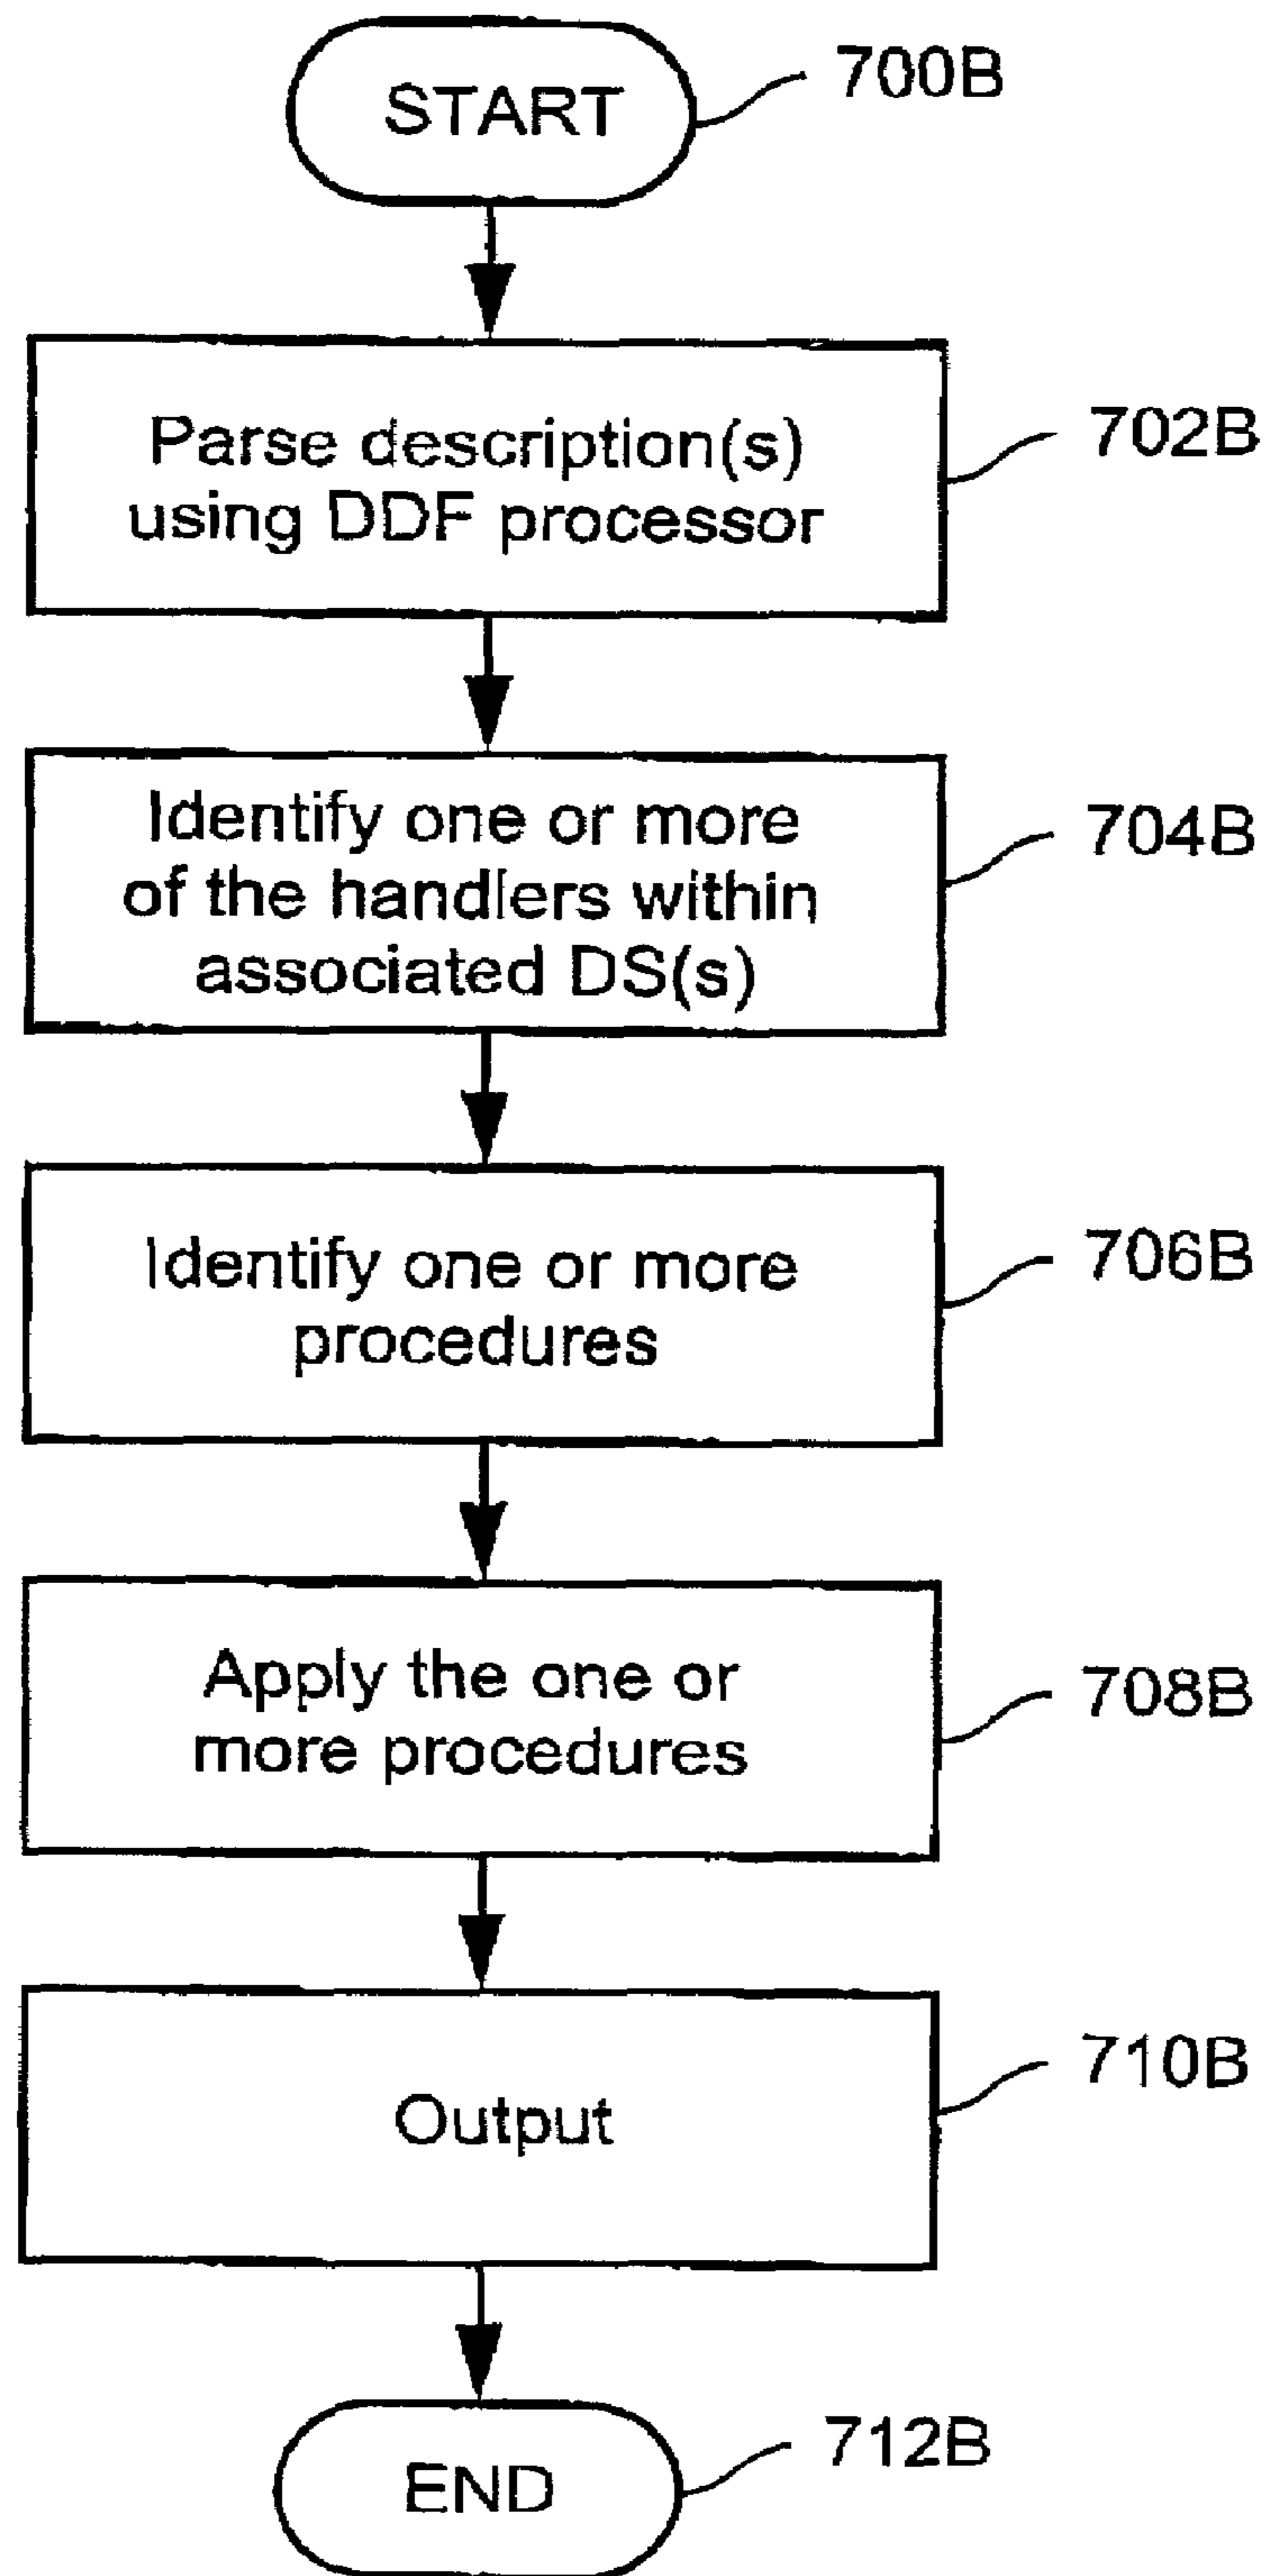 START
700B
Parse description(s)
using DDF processor
702B
Identify one or more
of the handlers within
associated DS(s)
704B
Identify one or more
procedures
706B
Apply the one or
more procedures
708B
Output
710B
END
712B